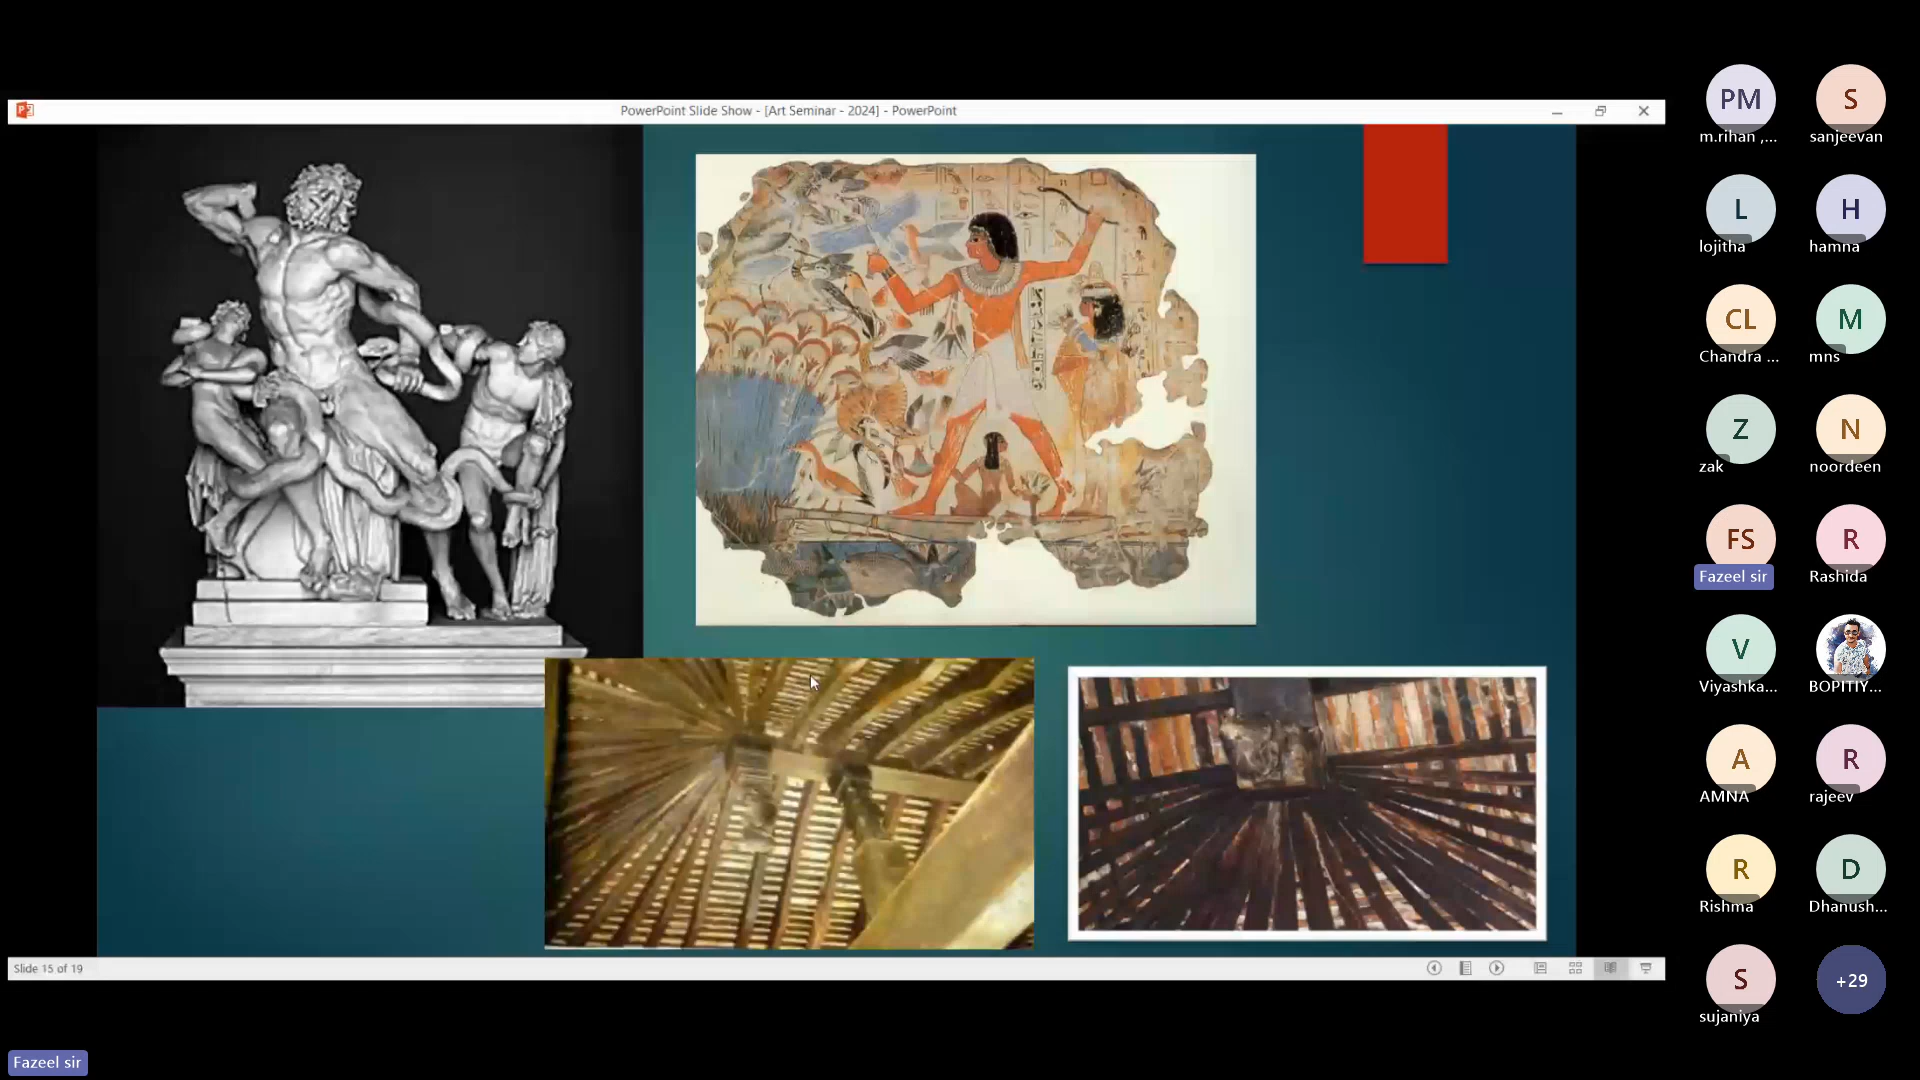 PowerPoint Slide Show - [Art Seminar - 2024] - PowerPoint
PM
m.rihan ,...
S
sanjeevan
L
lojitha
H
hamna
CL
Chandra ...
M
mns
Z
zak
N
noordeen
FS
Fazeel sir
R
Rashida
V
Viyashka...
BOPITIY...
A
AMNA
R
rajeev
R
Rishma
D
Dhanush...
S
sujaniya
+29
Slide 15 of 19
Fazeel sir